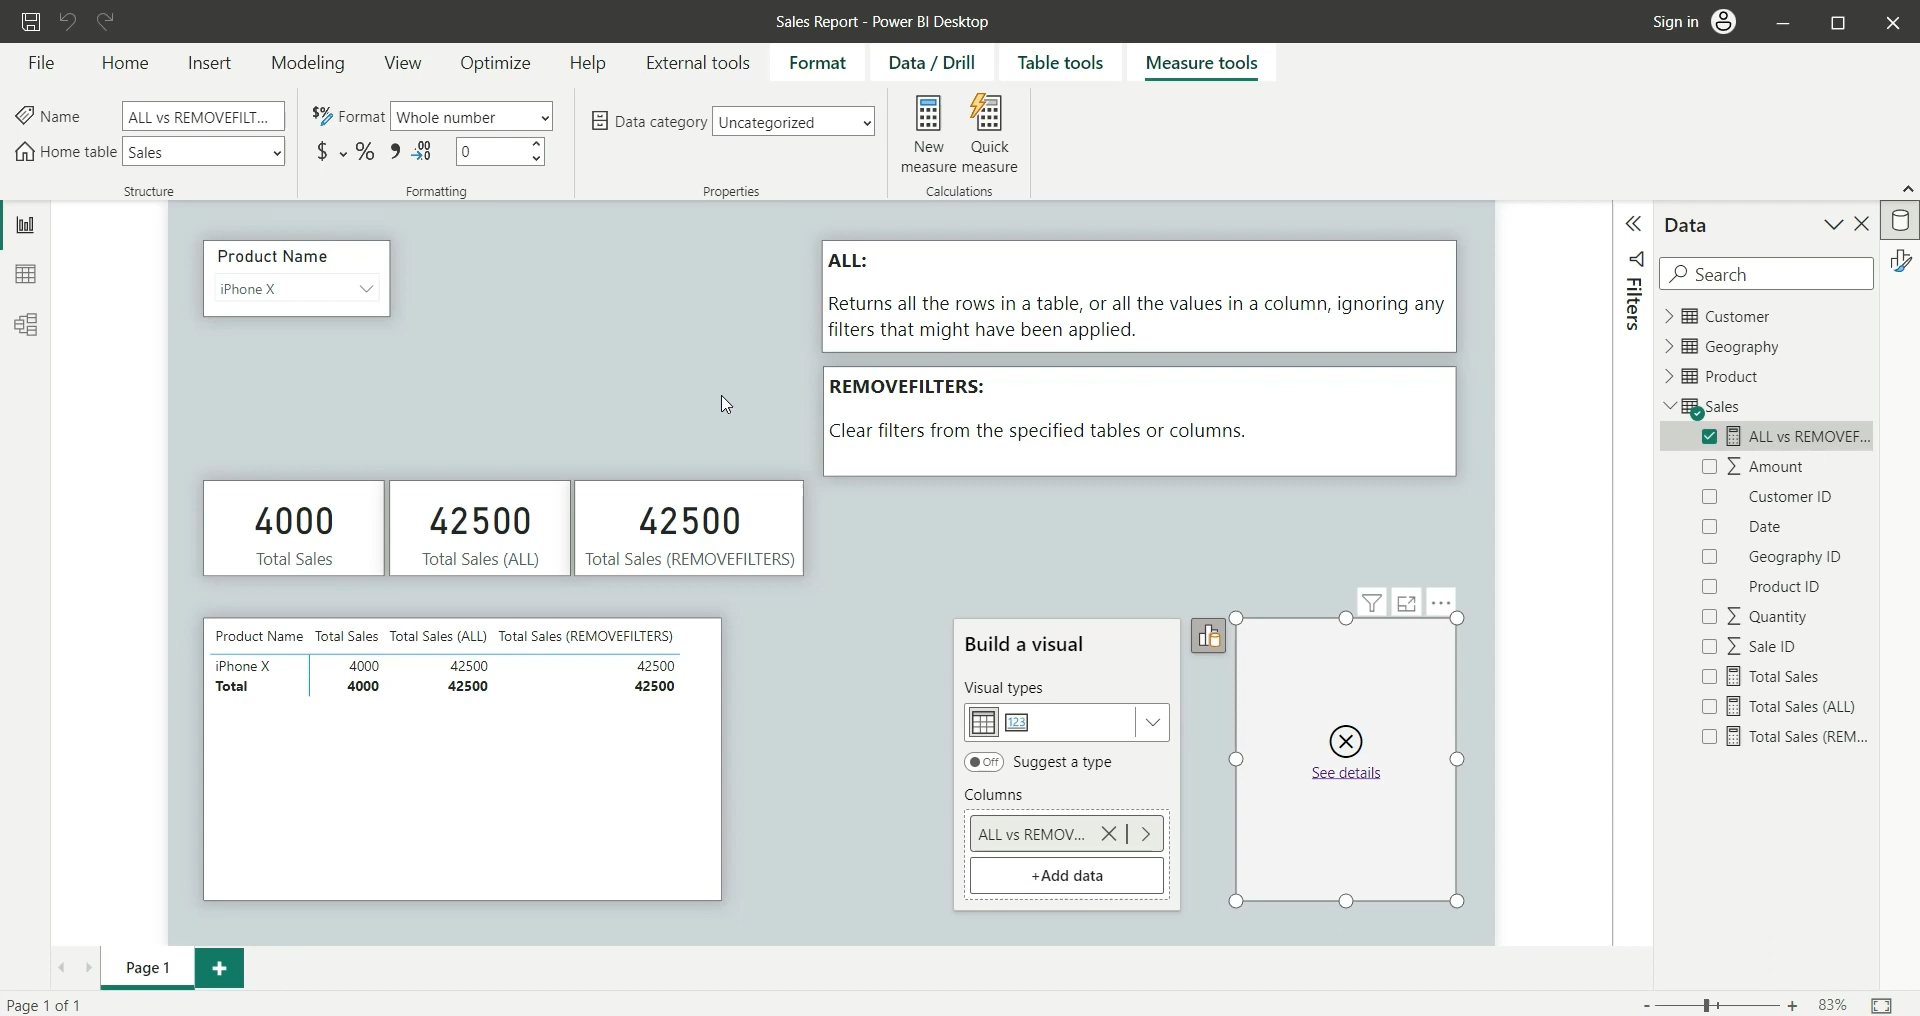 Sales Report - Power BI Desktop
Sign in
File Home Insert Modeling View Optimize Help External tools Format Data / Drill Table tools Measure tools
Name ALL vs REMOVEFILT...
Home table Sales
Structure
$% Format Whole number
$ % , .00 →.0 0
Formatting
Data category Uncategorized
Properties
New measure
Quick measure
Calculations
Product Name
iPhone X
ALL:
Returns all the rows in a table, or all the values in a column, ignoring any
filters that might have been applied.
REMOVEFILTERS:
Clear filters from the specified tables or columns.
4000
Total Sales
42500
Total Sales (ALL)
42500
Total Sales (REMOVEFILTERS)
Product Name Total Sales Total Sales (ALL) Total Sales (REMOVEFILTERS)
iPhone X 4000 42500 42500
Total 4000 42500 42500
Build a visual
Visual types
123
Off Suggest a type
Columns
ALL vs REMOV...
+Add data
See details
Filters
Data
Search
Customer
Geography
Product
Sales
ALL vs REMOVEF...
Amount
Customer ID
Date
Geography ID
Product ID
Quantity
Sale ID
Total Sales
Total Sales (ALL)
Total Sales (REM...
Page 1
Page 1 of 1
- + 83%